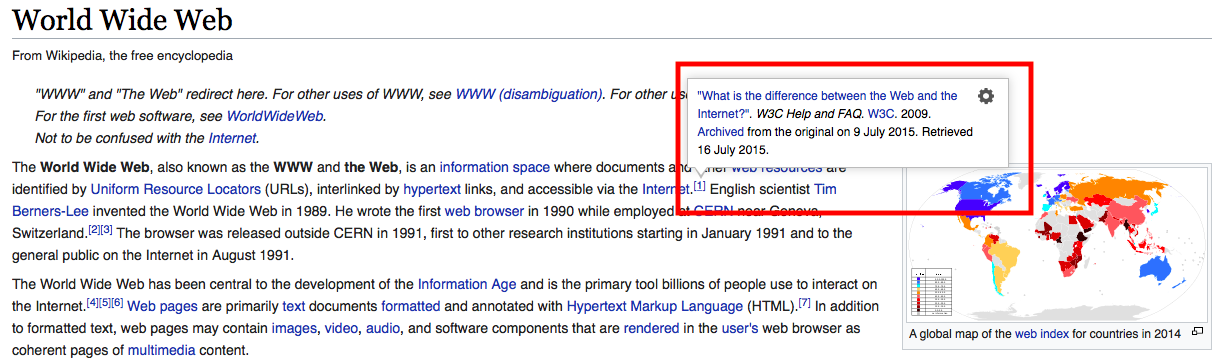 World Wide Web
From Wikipedia, the free encyclopedia
"WWW" and "The Web" redirect here. For other uses of WWW, see WWW (disambiguation). For other use
For the first web software, see WorldWideWeb.
Not to be confused with the Internet.
"What is the difference between the Web and the
Internet?". W3C Help and FAQ. W3C. 2009.
Archived from the original on 9 July 2015. Retrieved
16 July 2015.
The World Wide Web, also known as the WWW and the Web, is an information space where documents and other web resources are
identified by Uniform Resource Locators (URLs), interlinked by hypertext links, and accessible via the Internet.[1] English scientist Tim
Berners-Lee invented the World Wide Web in 1989. He wrote the first web browser in 1990 while employed at CERN near Geneva,
Switzerland.[2][3] The browser was released outside CERN in 1991, first to other research institutions starting in January 1991 and to the
general public on the Internet in August 1991.
The World Wide Web has been central to the development of the Information Age and is the primary tool billions of people use to interact on
the Internet.[4][5][6] Web pages are primarily text documents formatted and annotated with Hypertext Markup Language (HTML).[7] In addition
to formatted text, web pages may contain images, video, audio, and software components that are rendered in the user's web browser as
coherent pages of multimedia content.
A global map of the web index for countries in 2014